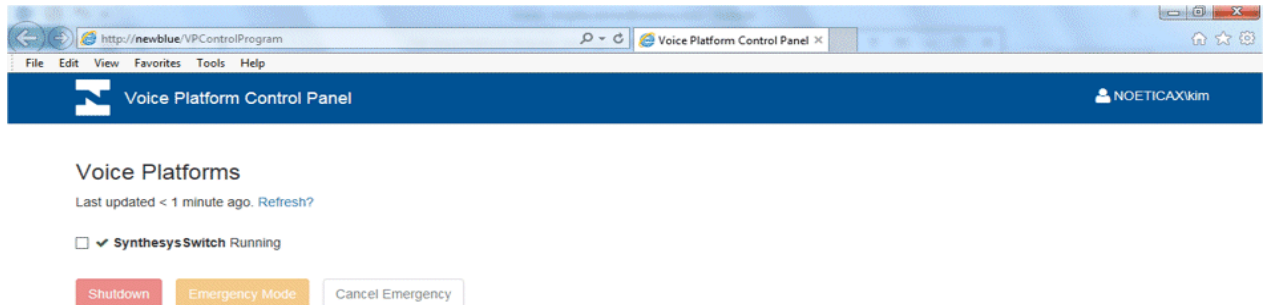 http://newblue/VPControlProgram
Voice Platform Control Panel
File Edit View Favorites Tools Help
Voice Platform Control Panel
NOETICAX\kim
Voice Platforms
Last updated < 1 minute ago. Refresh?
SynthesysSwitch Running
Shutdown Emergency Mode Cancel Emergency